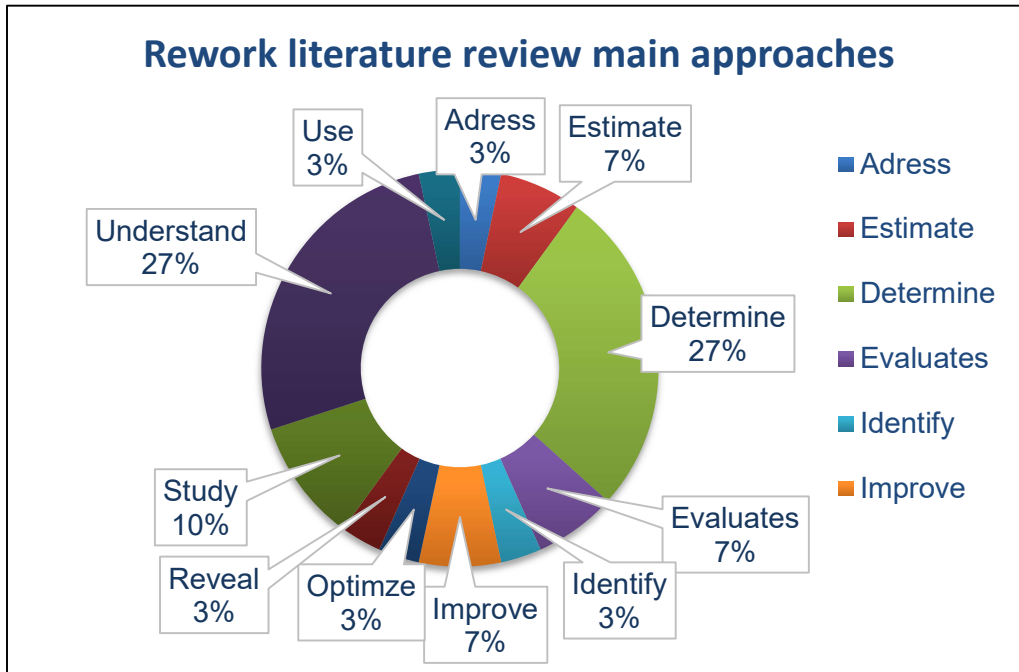 Rework literature review main approaches
Use
3%
Adress
3%
Estimate
7%
Understand
27%
Determine
27%
Study
10%
Reveal
3%
Optimze
3%
Improve
7%
Identify
3%
Evaluates
7%
Adress
Estimate
Determine
Evaluates
Identify
Improve